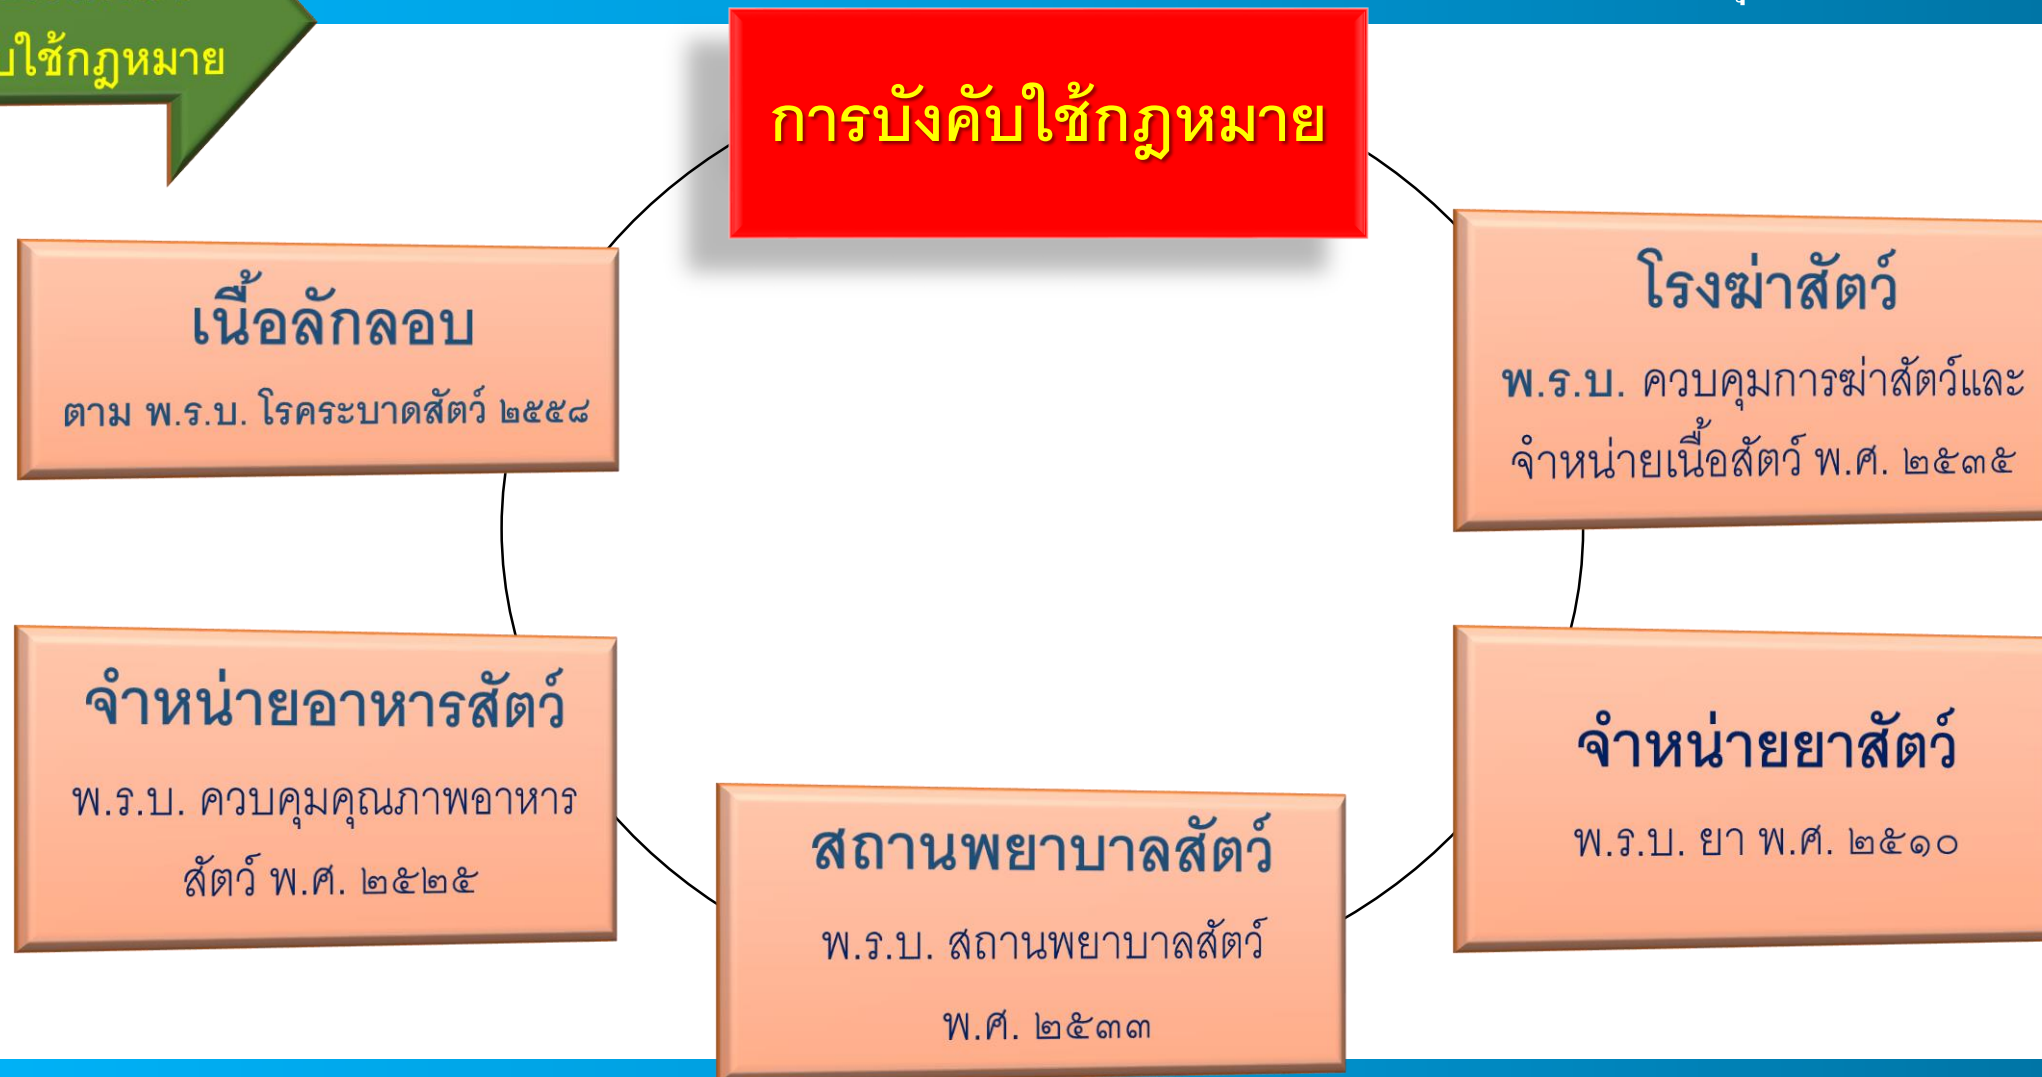 บใช้กฎหมาย
การบังคับใช้กฎหมาย
เนื้อลักลอบ
ตาม พ.ร.บ. โรคระบาดสัตว์ ๒๕๕๘
โรงฆ่าสัตว์
พ.ร.บ. ควบคุมการฆ่าสัตว์และ
จำหน่ายเนื้อสัตว์ พ.ศ. ๒๕๓๕
จำหน่ายอาหารสัตว์
พ.ร.บ. ควบคุมคุณภาพอาหาร
สัตว์ พ.ศ. ๒๕๒๕
จำหน่ายยาสัตว์
พ.ร.บ. ยา พ.ศ. ๒๕๑๐
สถานพยาบาลสัตว์
พ.ร.บ. สถานพยาบาลสัตว์
พ.ศ. ๒๕๓๓